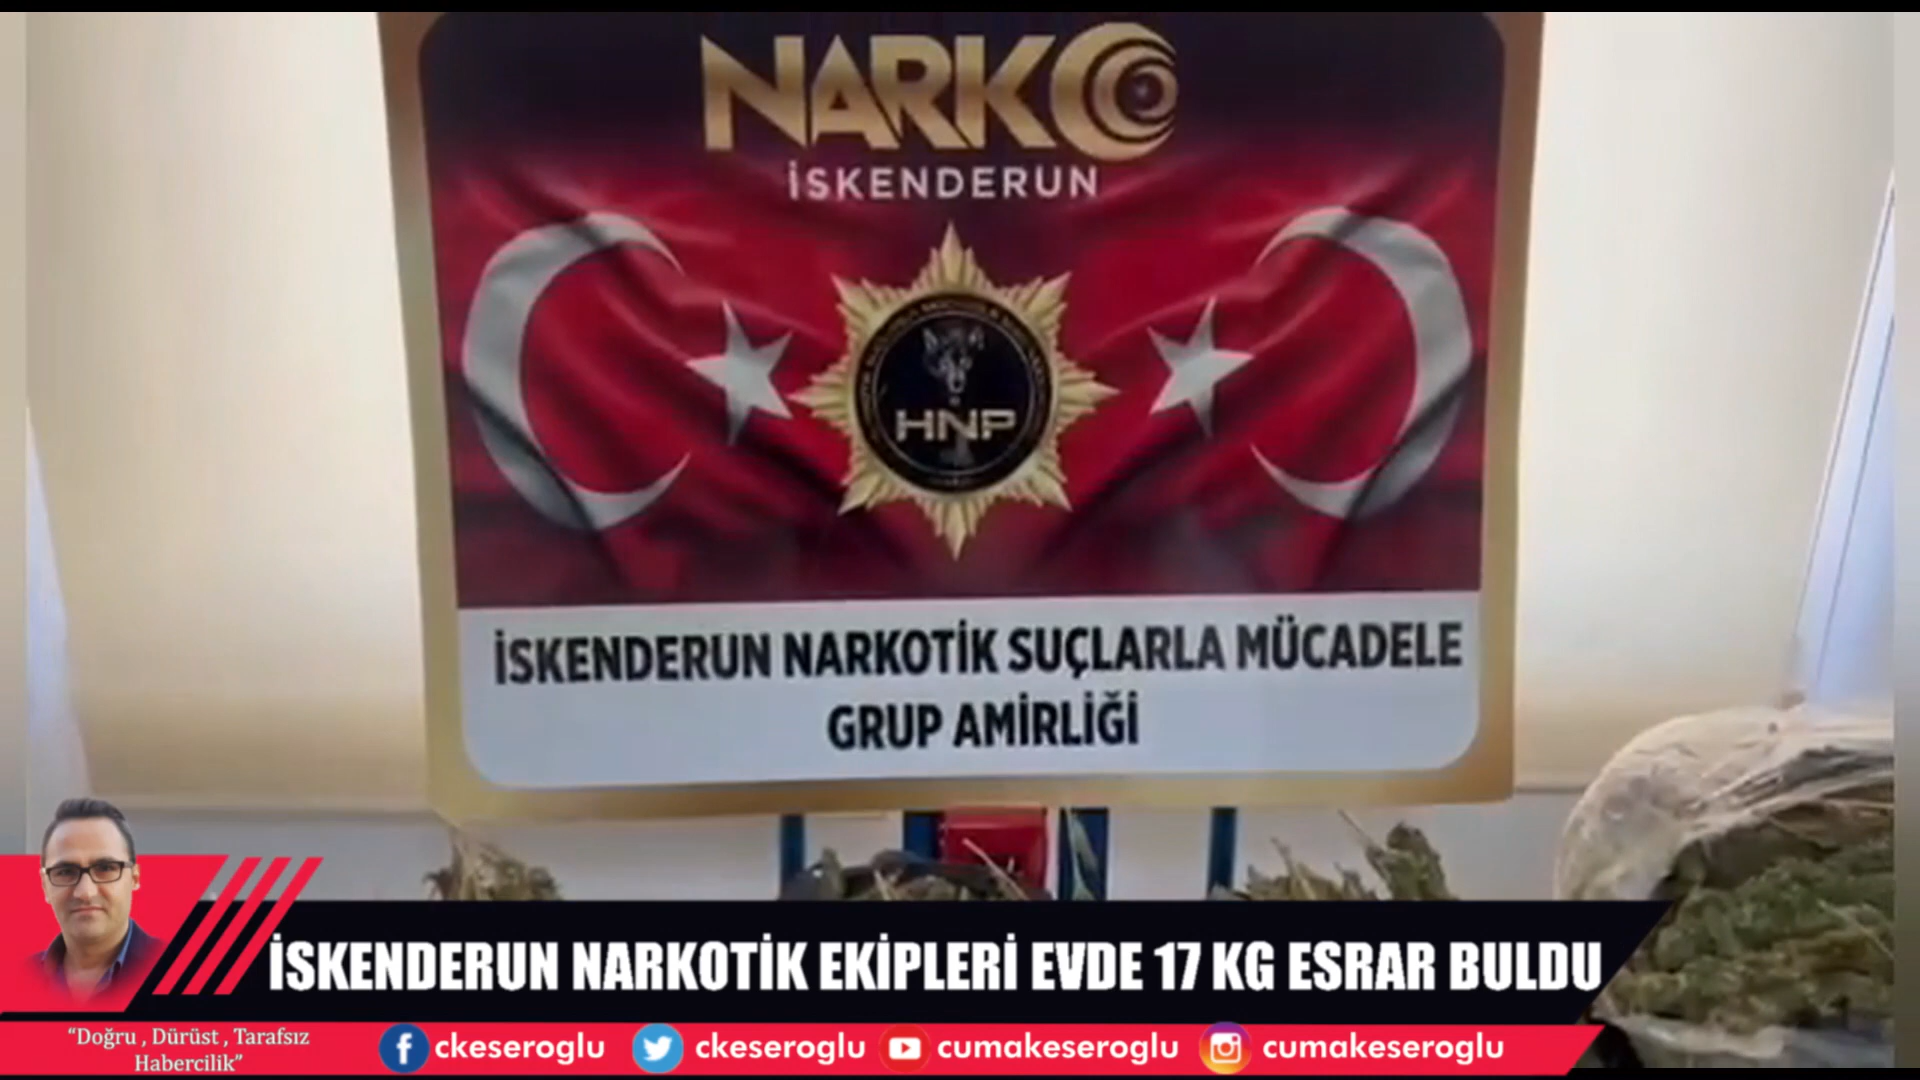 NARKO
İSKENDERUN
HNP
İSKENDERUN NARKOTİK SUÇLARLA MÜCADELE
GRUP AMİRLİĞİ
İSKENDERUN NARKOTİK EKİPLERİ EVDE 17 KG ESRAR BULDU
“Doğru , Dürüst , Tarafsız
Habercilik”
ckeseroglu ckeseroglu cumakeseroglu cumakeseroglu